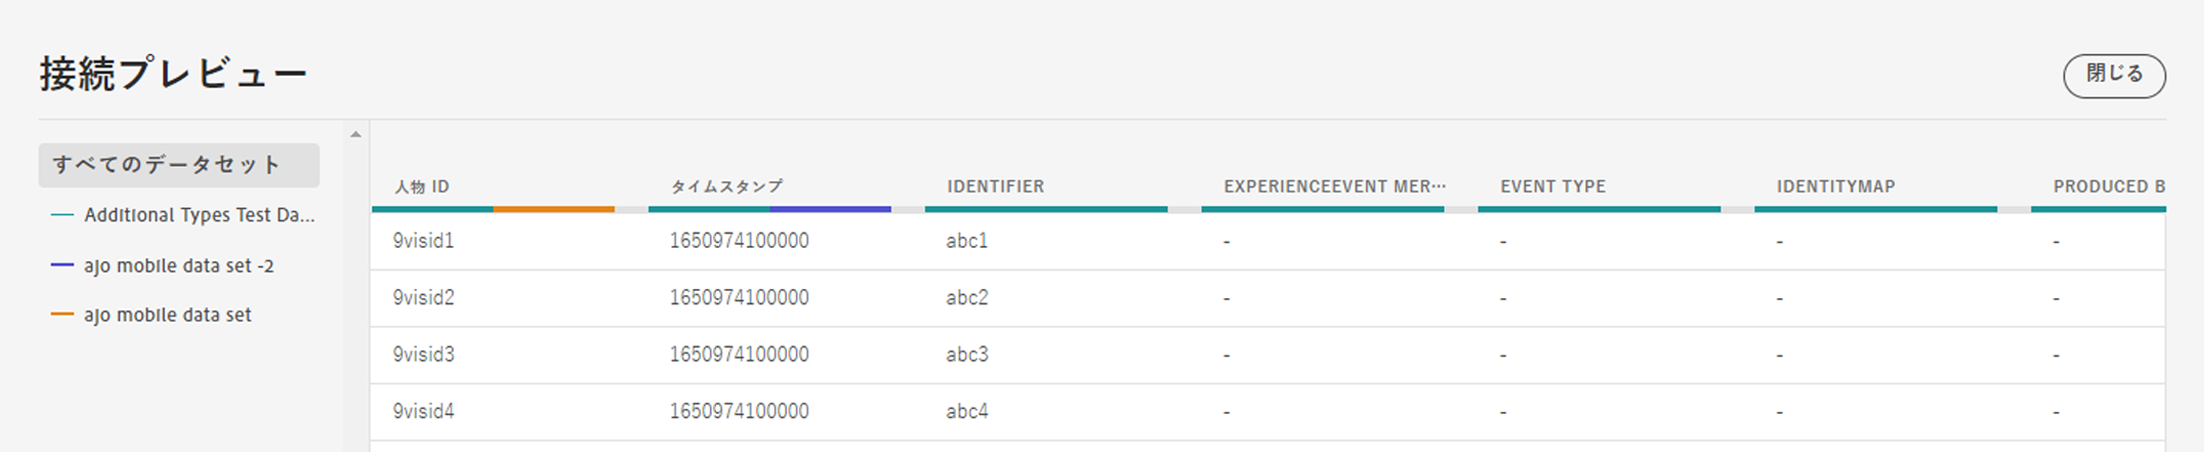 接続プレビュー
閉じる
すべてのデータセット
Additional Types Test Da...
ajo mobile data set -2
ajo mobile data set
人物 ID タイムスタンプ IDENTIFIER EXPERIENCEEVENT MER... EVENT TYPE IDENTITYMAP PRODUCED B
9visid1 1650974100000 abc1 - - - -
9visid2 1650974100000 abc2 - - - -
9visid3 1650974100000 abc3 - - - -
9visid4 1650974100000 abc4 - - - -